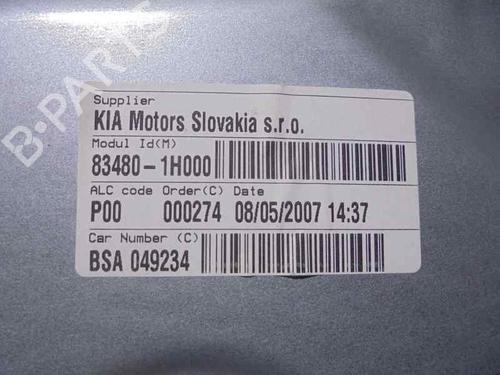 B-PARTS
Supplier
KIA Motors Slovakia s.r.o.
Modul Id(M)
83480-1H000
ALC code Order(C) Date
P00 000274 08/05/2007 14:37
Car Number (C)
BSA 049234